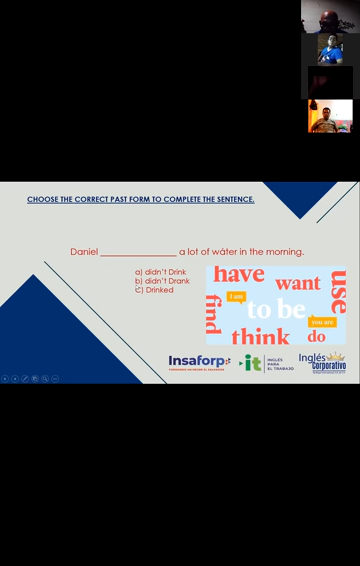 CHOOSE THE CORRECT PAST FORM TO COMPLETE THE SENTENCE.
Daniel ________________ a lot of water in the morning.
a) didn't Drink
b) didn't Drank
C) Drinked
have
want
use
I am
find
to be
you are
think
do
Insaforp
it
INGLÉS
PARA
EL TRABAJO
Inglés
Corporativo